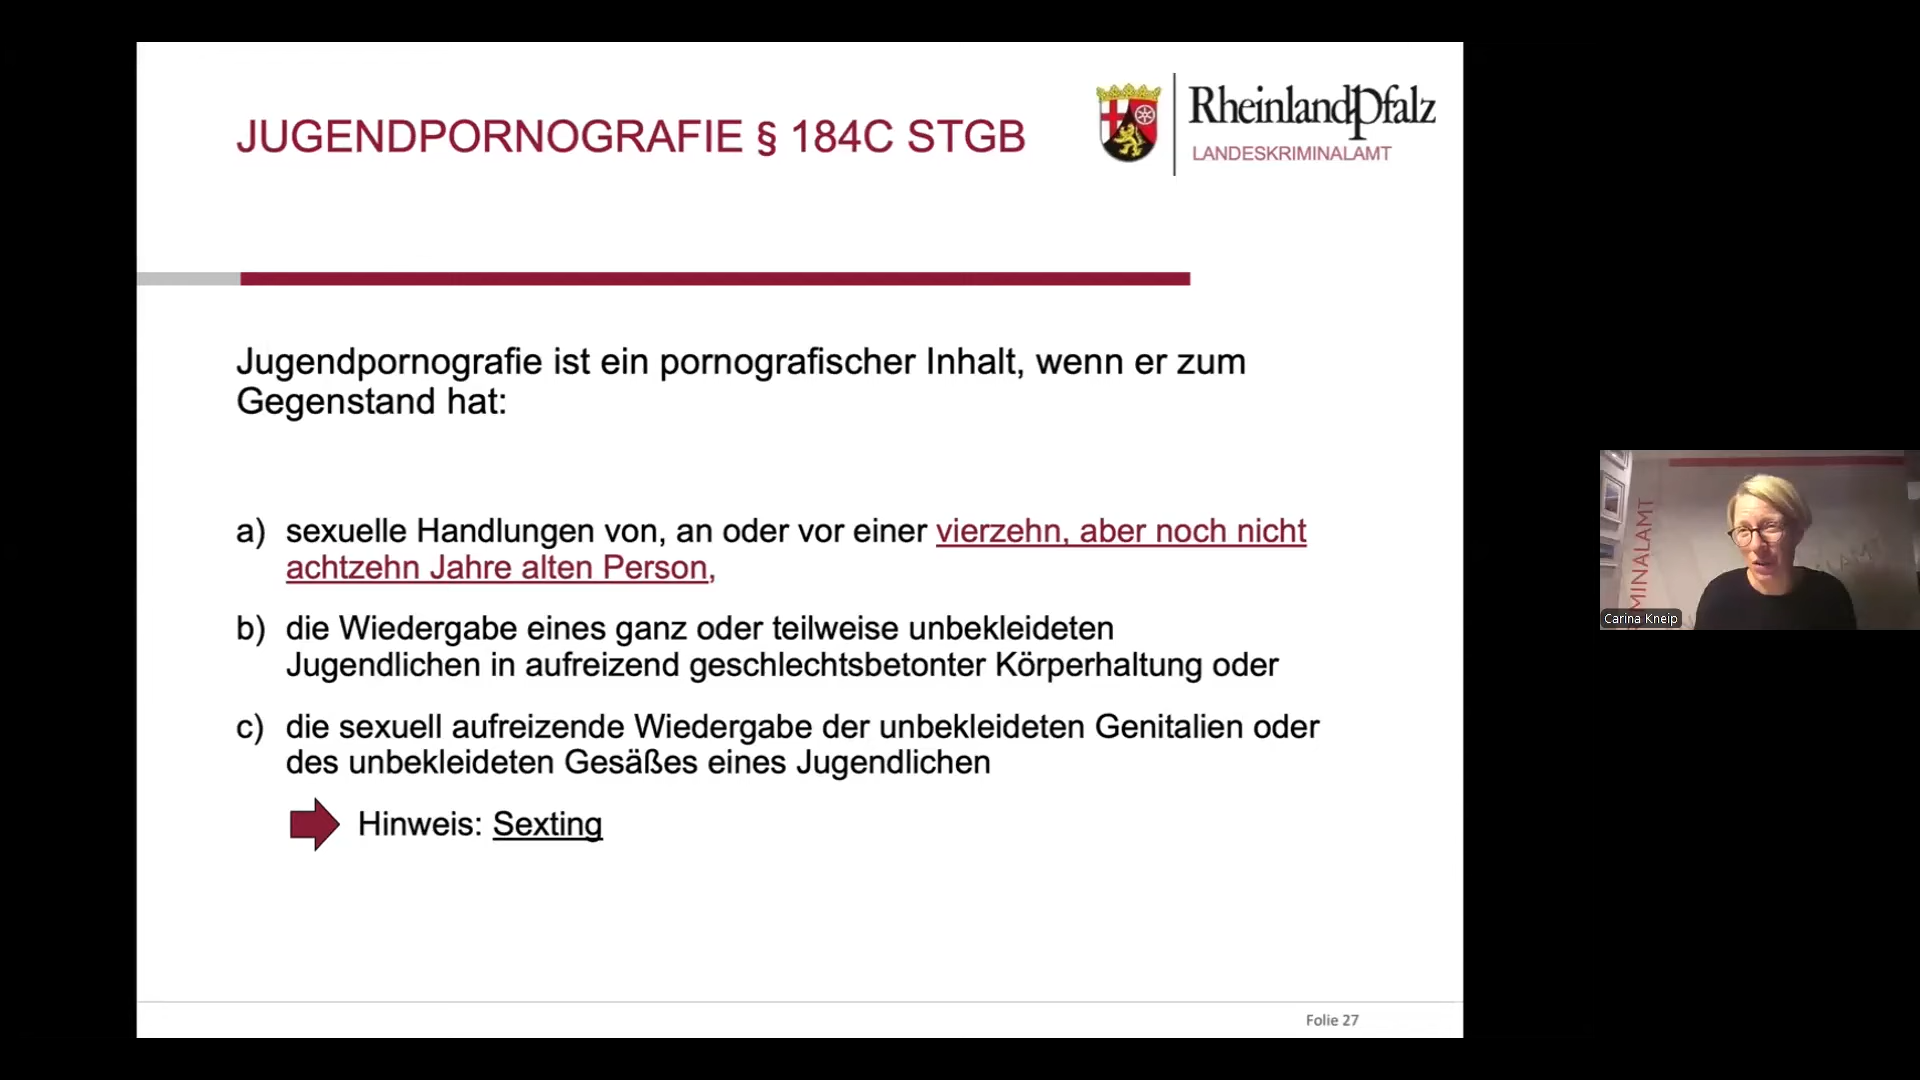 JUGENDPORNOGRAFIE § 184C STGB
RheinlandPfalz
LANDESKRIMINALAMT
Jugendpornografie ist ein pornografischer Inhalt, wenn er zum
Gegenstand hat:
a) sexuelle Handlungen von, an oder vor einer vierzehn, aber noch nicht
achtzehn Jahre alten Person,
b) die Wiedergabe eines ganz oder teilweise unbekleideten
Jugendlichen in aufreizend geschlechtsbetonter Körperhaltung oder
c) die sexuell aufreizende Wiedergabe der unbekleideten Genitalien oder
des unbekleideten Gesäßes eines Jugendlichen
Hinweis: Sexting
Folie 27
MINALAMT
Carina Kneip